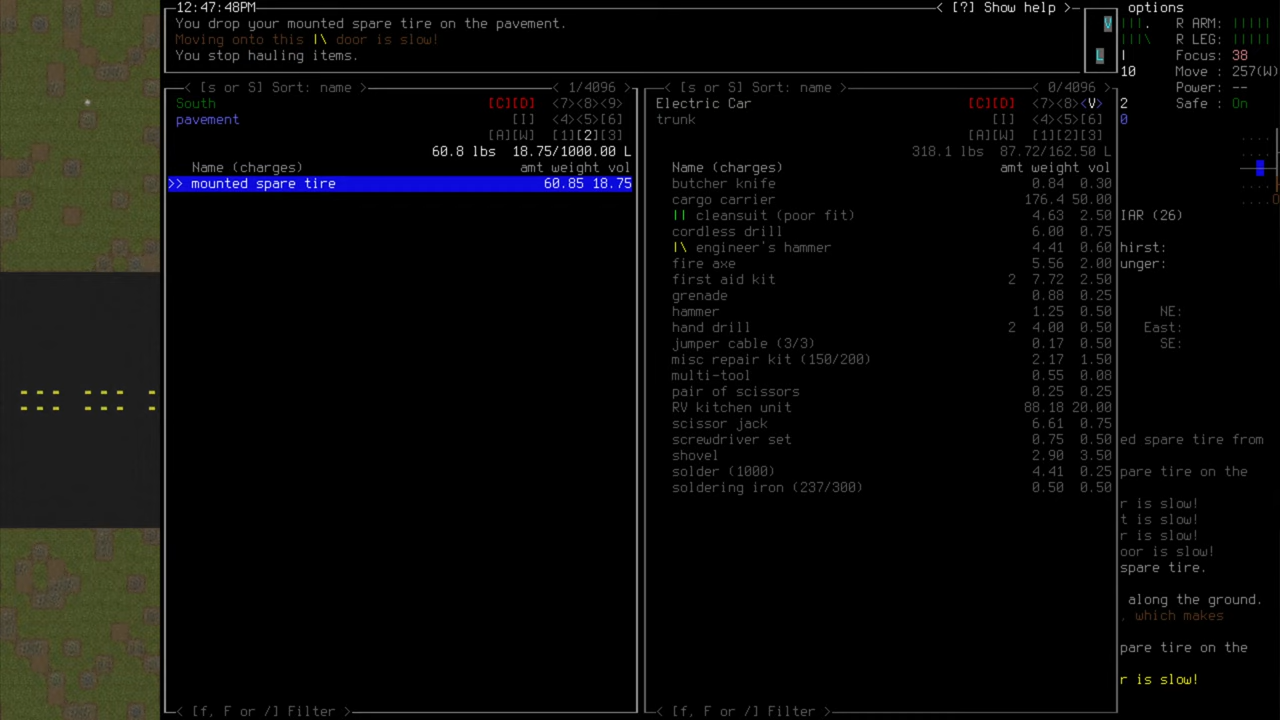 12:47:48PM < [?] Show help > options
You drop your mounted spare tire on the pavement. V R ARM: |||||
Moving onto this |\ door is slow! R LEG: |||||
You stop hauling items. L Focus: 38
10 Move : 257(W)
Power: --
2 Safe : On
0
< [s or S] Sort: name > < 1/4096 >
South [C][D] <7><8><9>
pavement [I] <4><5>[6]
[A][W] [1][2][3]
60.8 lbs 18.75/1000.00 L
Name (charges) amt weight vol
>> mounted spare tire 60.85 18.75
< [f, F or /] Filter >
< [s or S] Sort: name > < 0/4096 >
Electric Car [C][D] <7><8><V>
trunk [I] <4><5>[6]
[A][W] [1][2][3]
318.1 lbs 87.72/162.50 L
Name (charges) amt weight vol
butcher knife 0.84 0.30
cargo carrier 176.4 50.00
|| cleansuit (poor fit) 4.63 2.50
cordless drill 6.00 0.75
|\ engineer's hammer 4.41 0.60
fire axe 5.56 2.00
first aid kit 2 7.72 2.50
grenade 0.88 0.25
hammer 1.25 0.50
hand drill 2 4.00 0.50
jumper cable (3/3) 0.17 0.50
misc repair kit (150/200) 2.17 1.50
multi-tool 0.55 0.08
pair of scissors 0.25 0.25
RV kitchen unit 88.18 20.00
scissor jack 6.61 0.75
screwdriver set 0.75 0.50
shovel 2.90 3.50
solder (1000) 4.41 0.25
soldering iron (237/300) 0.50 0.50
< [f, F or /] Filter >
IAR (26)
hirst:
unger:
NE:
East:
SE:
ed spare tire from
pare tire on the
r is slow!
t is slow!
r is slow!
oor is slow!
spare tire.
along the ground.
, which makes
pare tire on the
r is slow!